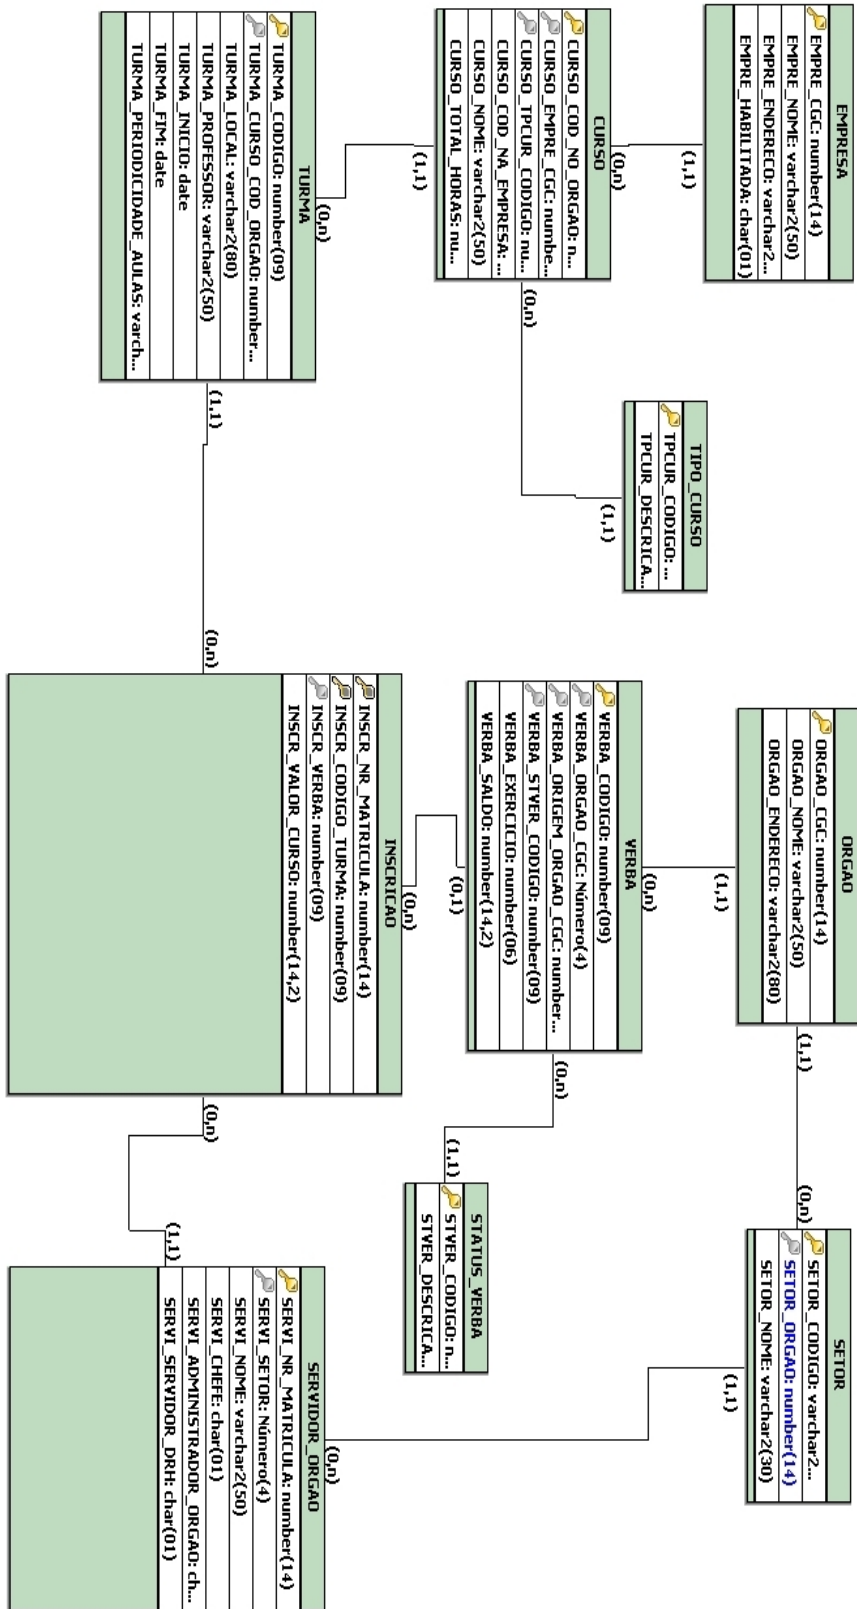 EMPRESA
EMPRE_CGC: number(14)
EMPRE_NOME: varchar2(50)
EMPRE_ENDERECO: varchar2...
EMPRE_HABILITADA: char(01)
(1,1)
(0,n)
CURSO
CURSO_COD_NO_ORGAO: n...
CURSO_EMPRE_CGC: numbe...
CURSO_TPCUR_CODIGO: nu...
CURSO_COD_NA_EMPRESA: ...
CURSO_NOME: varchar2(50)
CURSO_TOTAL_HORAS: nu...
(1,1)
(0,n)
(0,n)
TURMA
TURMA_CODIGO: number(09)
TURMA_CURSO_COD_ORGAO: number...
TURMA_LOCAL: varchar2(80)
TURMA_PROFESSOR: varchar2(50)
TURMA_INICIO: date
TURMA_FIM: date
TURMA_PERIODICIDADE_AULAS: varch...
(1,1)
TIPO_CURSO
TPCUR_CODIGO: ...
TPCUR_DESCRICA...
(1,1)
ORGAO
ORGAO_CGC: number(14)
ORGAO_NOME: varchar2(50)
ORGAO_ENDERECO: varchar2(80)
(1,1)
(1,1)
(0,n)
VERBA
VERBA_CODIGO: number(09)
VERBA_ORGAO_CGC: Número(4)
VERBA_ORIGEM_ORGAO_CGC: number...
VERBA_STVER_CODIGO: number(09)
VERBA_EXERCICIO: number(06)
VERBA_SALDO: number(14,2)
(0,1)
(0,n)
(0,n)
INSCRICAO
INSCR_NR_MATRICULA: number(14)
INSCR_CODIGO_TURMA: number(09)
INSCR_VERBA: number(09)
INSCR_VALOR_CURSO: number(14,2)
(0,n)
(0,n)
SETOR
SETOR_CODIGO: varchar2...
SETOR_ORGAO: number(14)
SETOR_NOME: varchar2(30)
(0,n)
(1,1)
STATUS_VERBA
STVER_CODIGO: n...
STVER_DESCRICA...
(1,1)
SERVIDOR_ORGAO
SERVI_NR_MATRICULA: number(14)
SERVI_SETOR: Número(4)
SERVI_NOME: varchar2(50)
SERVI_CHEFE: char(01)
SERVI_ADMINISTRADOR_ORGAO: ch...
SERVI_SERVIDOR_DRH: char(01)
(0,n)
(1,1)